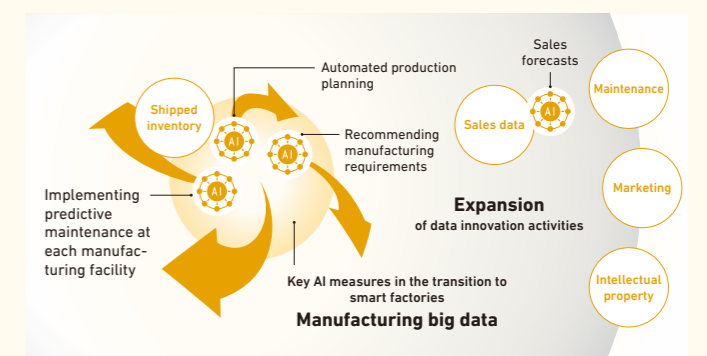 Automated production
planning
Shipped
inventory
AI
AI
AI
Recommending
manufacturing
requirements
Implementing
predictive
maintenance at
each manufac-
turing facility
Key AI measures in the transition to
smart factories
Manufacturing big data
Sales
forecasts
Sales data
AI
Expansion
of data innovation activities
Maintenance
Marketing
Intellectual
property